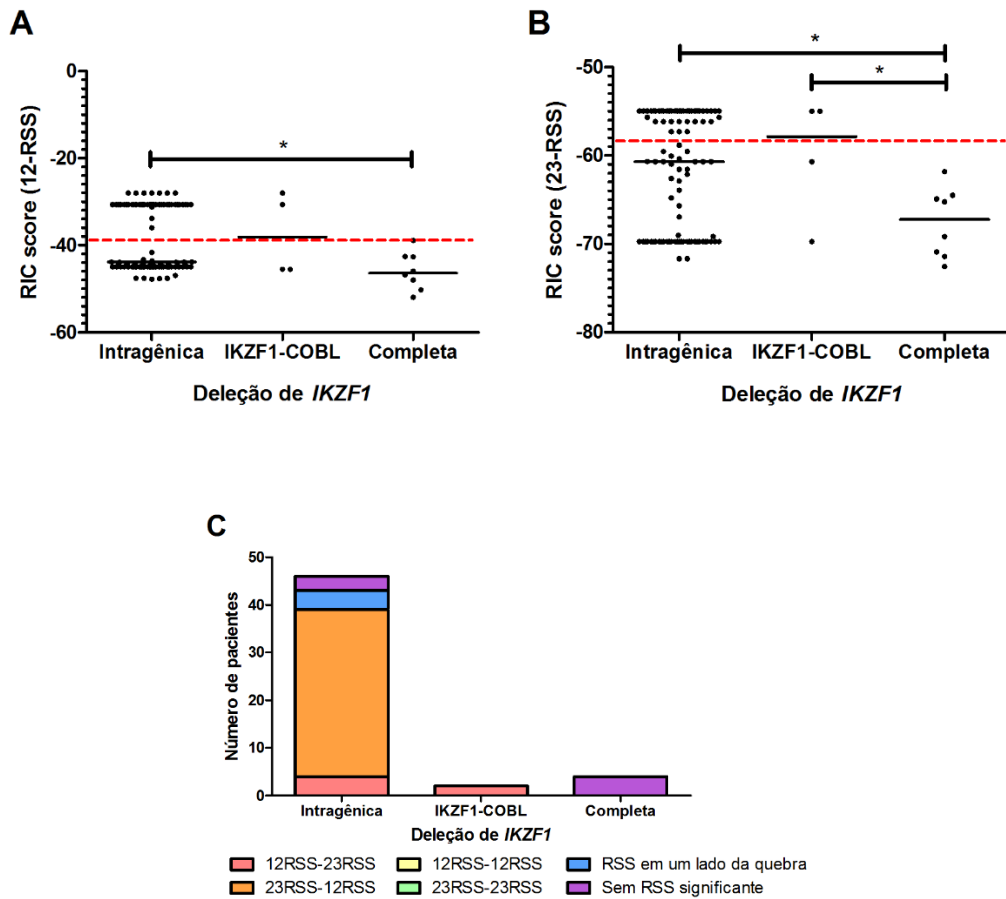 A
RIC score (12-RSS)
0
-20
-40
-60
*
Intragênica IKZF1-COBL Completa
Deleção de IKZF1
B
RIC score (23-RSS)
-50
-60
-70
-80
*
*
Intragênica IKZF1-COBL Completa
Deleção de IKZF1
C
Número de pacientes
50
40
30
20
10
0
Intragênica IKZF1-COBL Completa
Deleção de IKZF1
12RSS-23RSS 12RSS-12RSS RSS em um lado da quebra
23RSS-12RSS 23RSS-23RSS Sem RSS significante